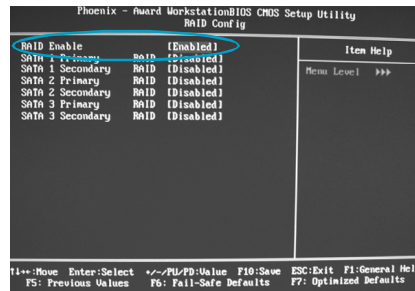 Phoenix - Award WorkstationBIOS CMOS Setup Utility
RAID Config
RAID Enable [Enabled]
Item Help
SATA 1 Primary RAID [Disabled]
SATA 1 Secondary RAID [Disabled]
Menu Level ▸▸▸
SATA 2 Primary RAID [Disabled]
SATA 2 Secondary RAID [Disabled]
SATA 3 Primary RAID [Disabled]
SATA 3 Secondary RAID [Disabled]
↑↓↔:Move Enter:Select +/-/PU/PD:Value F10:Save ESC:Exit F1:General Hel
F5: Previous Values F6: Fail-Safe Defaults F7: Optimized Defaults